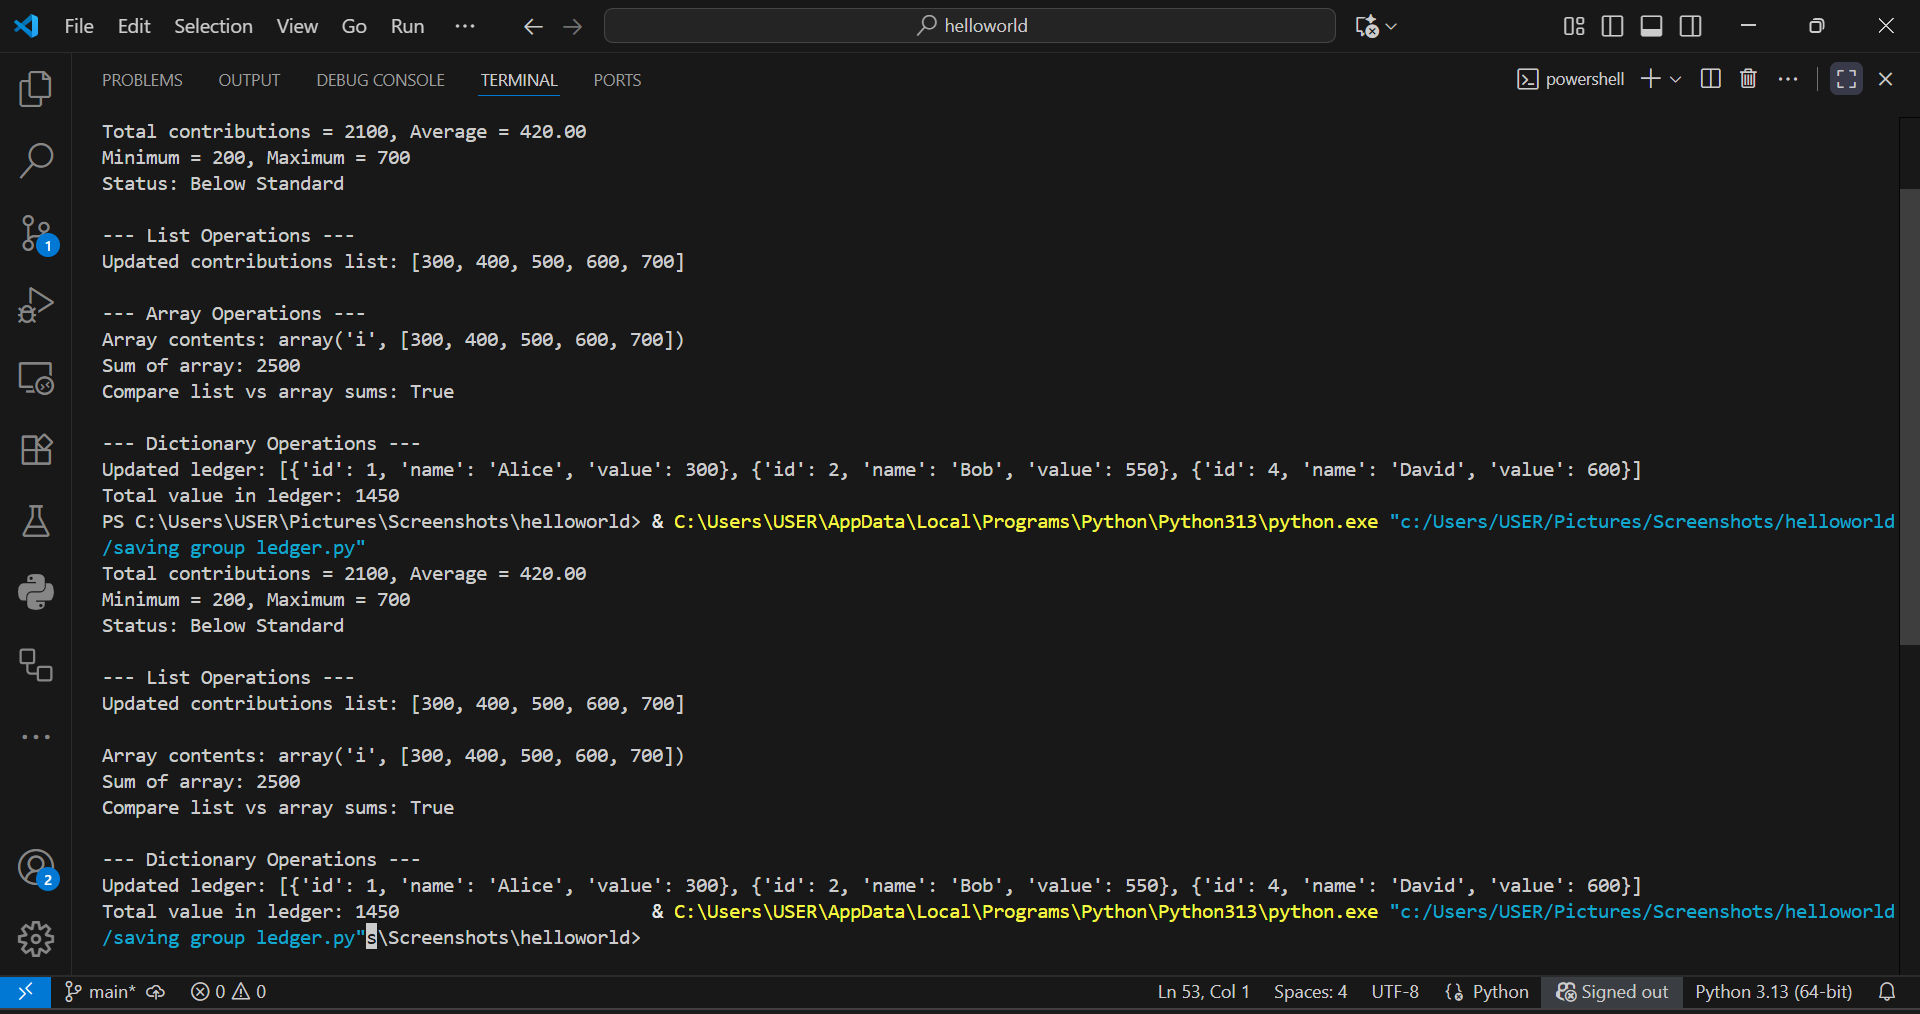 File Edit Selection View Go Run ··· helloworld
PROBLEMS OUTPUT DEBUG CONSOLE TERMINAL PORTS powershell
Total contributions = 2100, Average = 420.00
Minimum = 200, Maximum = 700
Status: Below Standard
--- List Operations ---
Updated contributions list: [300, 400, 500, 600, 700]
--- Array Operations ---
Array contents: array('i', [300, 400, 500, 600, 700])
Sum of array: 2500
Compare list vs array sums: True
--- Dictionary Operations ---
Updated ledger: [{'id': 1, 'name': 'Alice', 'value': 300}, {'id': 2, 'name': 'Bob', 'value': 550}, {'id': 4, 'name': 'David', 'value': 600}]
Total value in ledger: 1450
PS C:\Users\USER\Pictures\Screenshots\helloworld> & C:\Users\USER\AppData\Local\Programs\Python\Python313\python.exe "c:/Users/USER/Pictures/Screenshots/helloworld
/saving group ledger.py"
Total contributions = 2100, Average = 420.00
Minimum = 200, Maximum = 700
Status: Below Standard
--- List Operations ---
Updated contributions list: [300, 400, 500, 600, 700]
Array contents: array('i', [300, 400, 500, 600, 700])
Sum of array: 2500
Compare list vs array sums: True
--- Dictionary Operations ---
Updated ledger: [{'id': 1, 'name': 'Alice', 'value': 300}, {'id': 2, 'name': 'Bob', 'value': 550}, {'id': 4, 'name': 'David', 'value': 600}]
Total value in ledger: 1450 & C:\Users\USER\AppData\Local\Programs\Python\Python313\python.exe "c:/Users/USER/Pictures/Screenshots/helloworld
/saving group ledger.py"s\Screenshots\helloworld>
1
2
main* 0 0 Ln 53, Col 1 Spaces: 4 UTF-8 {} Python Signed out Python 3.13 (64-bit)